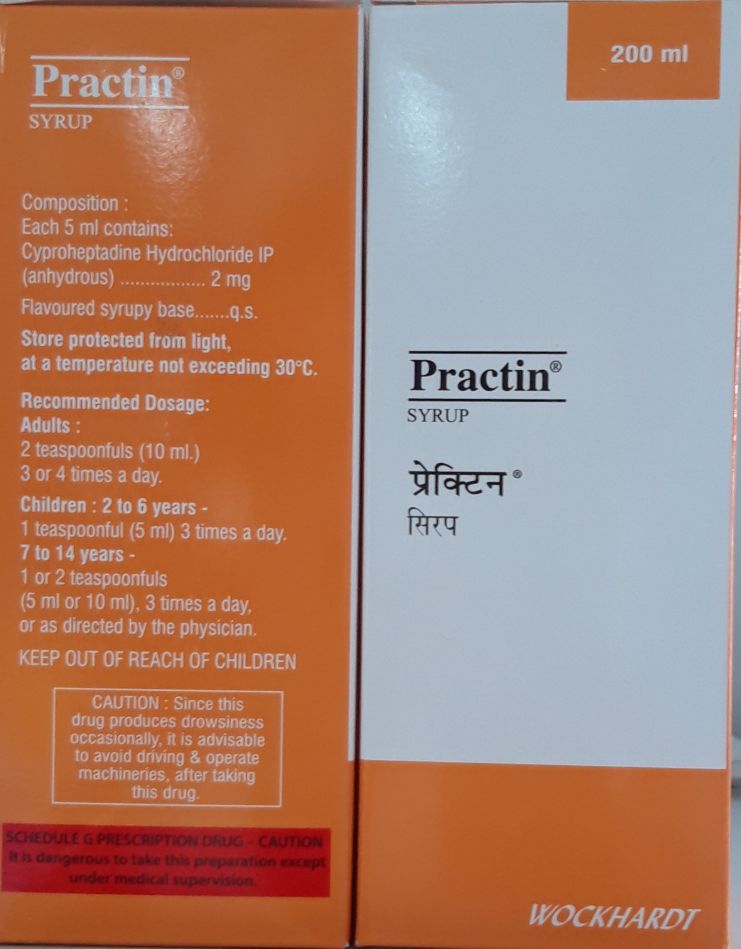 Practin®
SYRUP
Composition :
Each 5 ml contains:
Cyproheptadine Hydrochloride IP
(anhydrous) ................. 2 mg
Flavoured syrupy base.......q.s.
Store protected from light,
at a temperature not exceeding 30°C.
Recommended Dosage:
Adults :
2 teaspoonfuls (10 ml.)
3 or 4 times a day.
Children : 2 to 6 years -
1 teaspoonful (5 ml) 3 times a day.
7 to 14 years -
1 or 2 teaspoonfuls
(5 ml or 10 ml), 3 times a day,
or as directed by the physician.
KEEP OUT OF REACH OF CHILDREN
CAUTION : Since this
drug produces drowsiness
occasionally, it is advisable
to avoid driving & operate
machineries, after taking
this drug.
SCHEDULE G PRESCRIPTION DRUG – CAUTION
It is dangerous to take this preparation except
under medical supervision.
200 ml
Practin®
SYRUP
प्रेक्टिन®
सिरप
WOCKHARDT